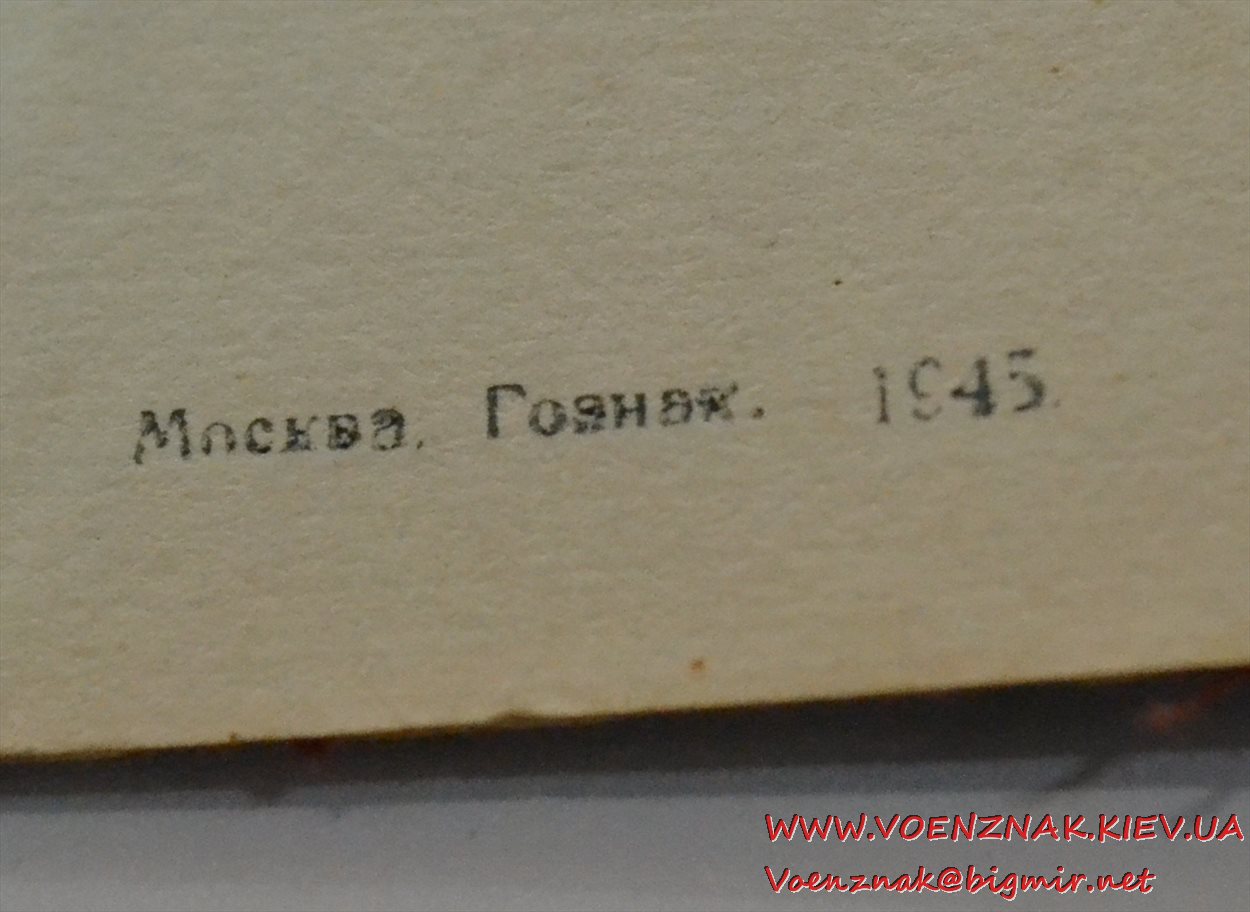 Москва. Гознак. 1945.
WWW.VOENZNAK.KIEV.UA
Voenznak@bigmir.net